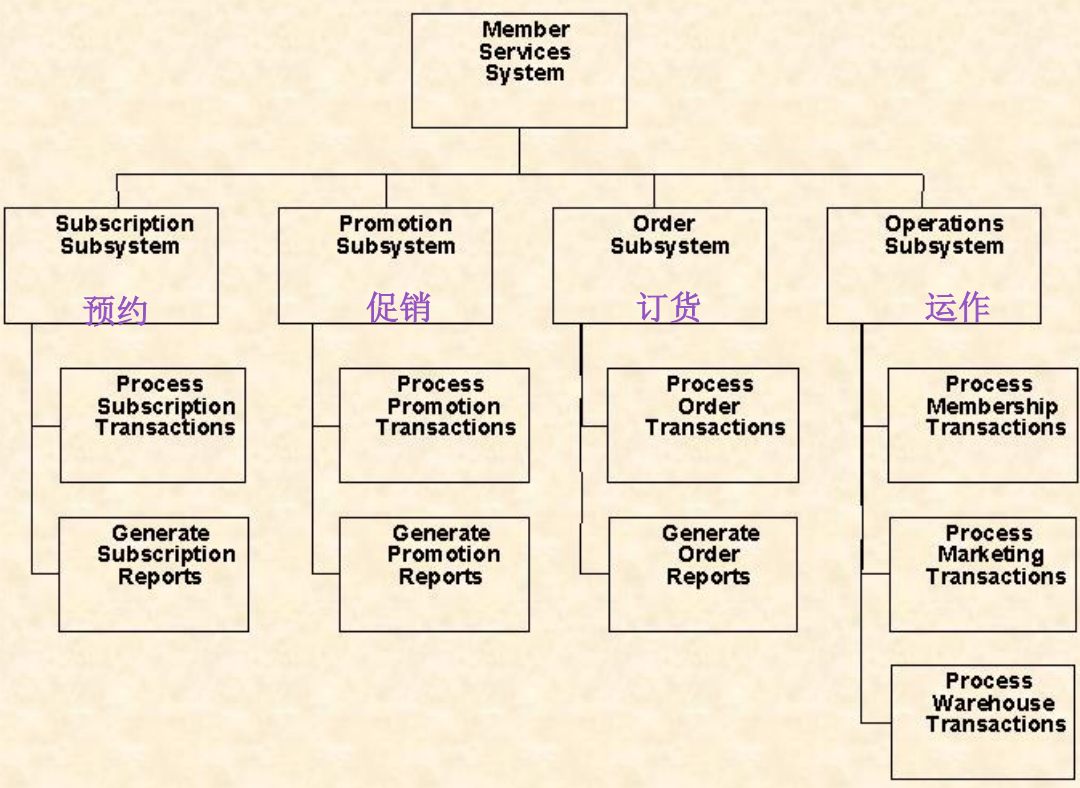 Member
Services
System
Subscription
Subsystem
预约
Promotion
Subsystem
促销
Order
Subsystem
订货
Operations
Subsystem
运作
Process
Subscription
Transactions
Process
Promotion
Transactions
Process
Order
Transactions
Process
Membership
Transactions
Generate
Subscription
Reports
Generate
Promotion
Reports
Generate
Order
Reports
Process
Marketing
Transactions
Process
Warehouse
Transactions